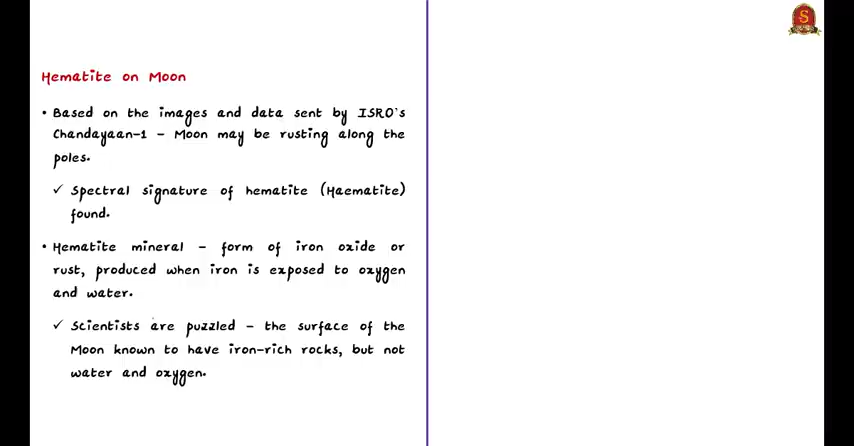 Hematite on Moon
• Based on the images and data sent by ISRO's
Chandayaan-1 - Moon may be rusting along the
poles.
✓ Spectral signature of hematite (Haematite)
found.
• Hematite mineral - form of iron oxide or
rust, produced when iron is exposed to oxygen
and water.
✓ Scientists are puzzled - the surface of the
Moon known to have iron-rich rocks, but not
water and oxygen.
S